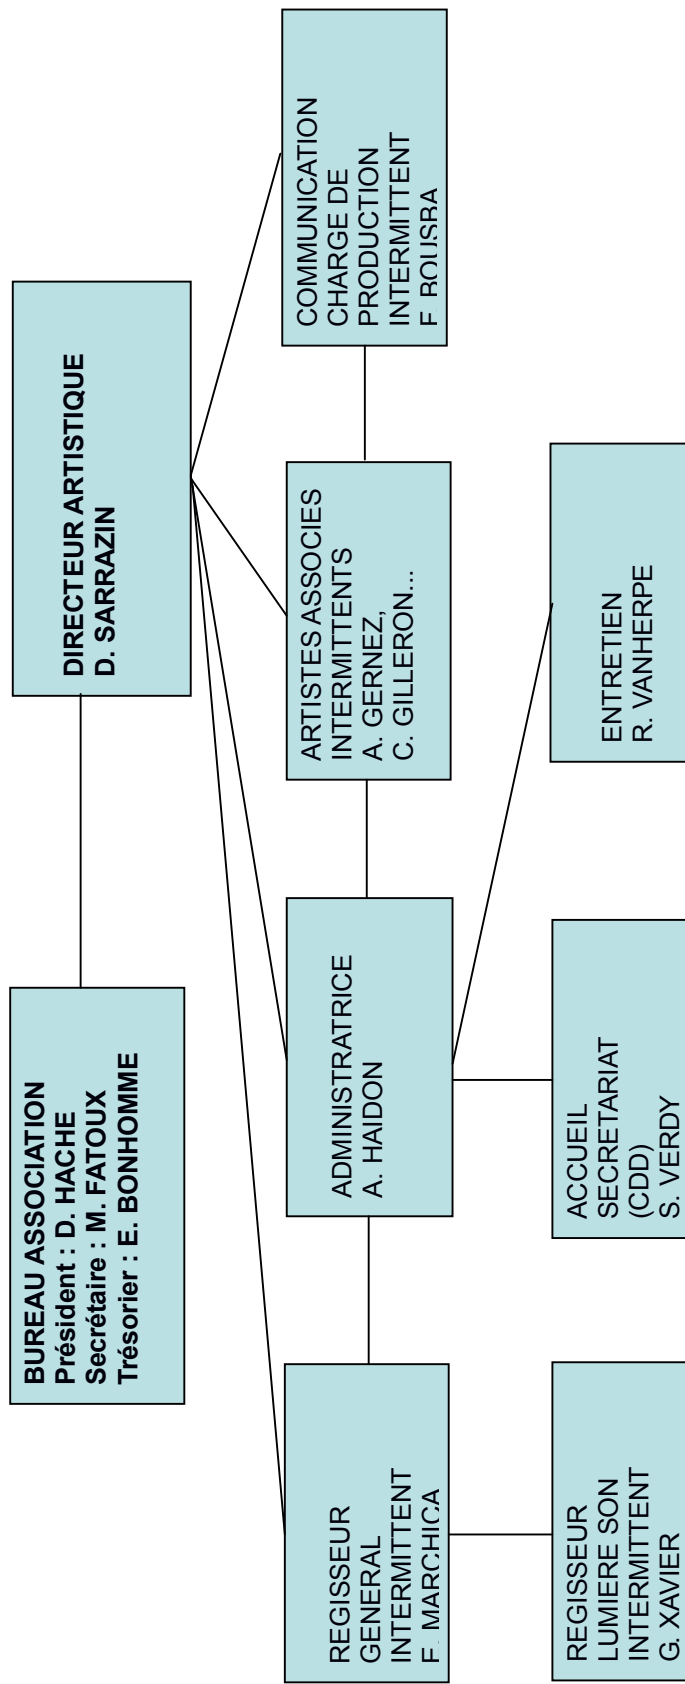 BUREAU ASSOCIATION
Président : D. HACHE
Secrétaire : M. FATOUX
Trésorier : E. BONHOMME
DIRECTEUR ARTISTIQUE
D. SARRAZIN
REGISSEUR
GENERAL
INTERMITTENT
F. MARCHICA
ADMINISTRATRICE
A. HAIDON
ARTISTES ASSOCIES
INTERMITTENTS
A. GERNEZ,
C. GILLERON...
COMMUNICATION
CHARGE DE
PRODUCTION
INTERMITTENT
F. BOUSBA
REGISSEUR
LUMIERE SON
INTERMITTENT
G. XAVIER
ACCUEIL
SECRETARIAT
(CDD)
S. VERDY
ENTRETIEN
R. VANHERPE